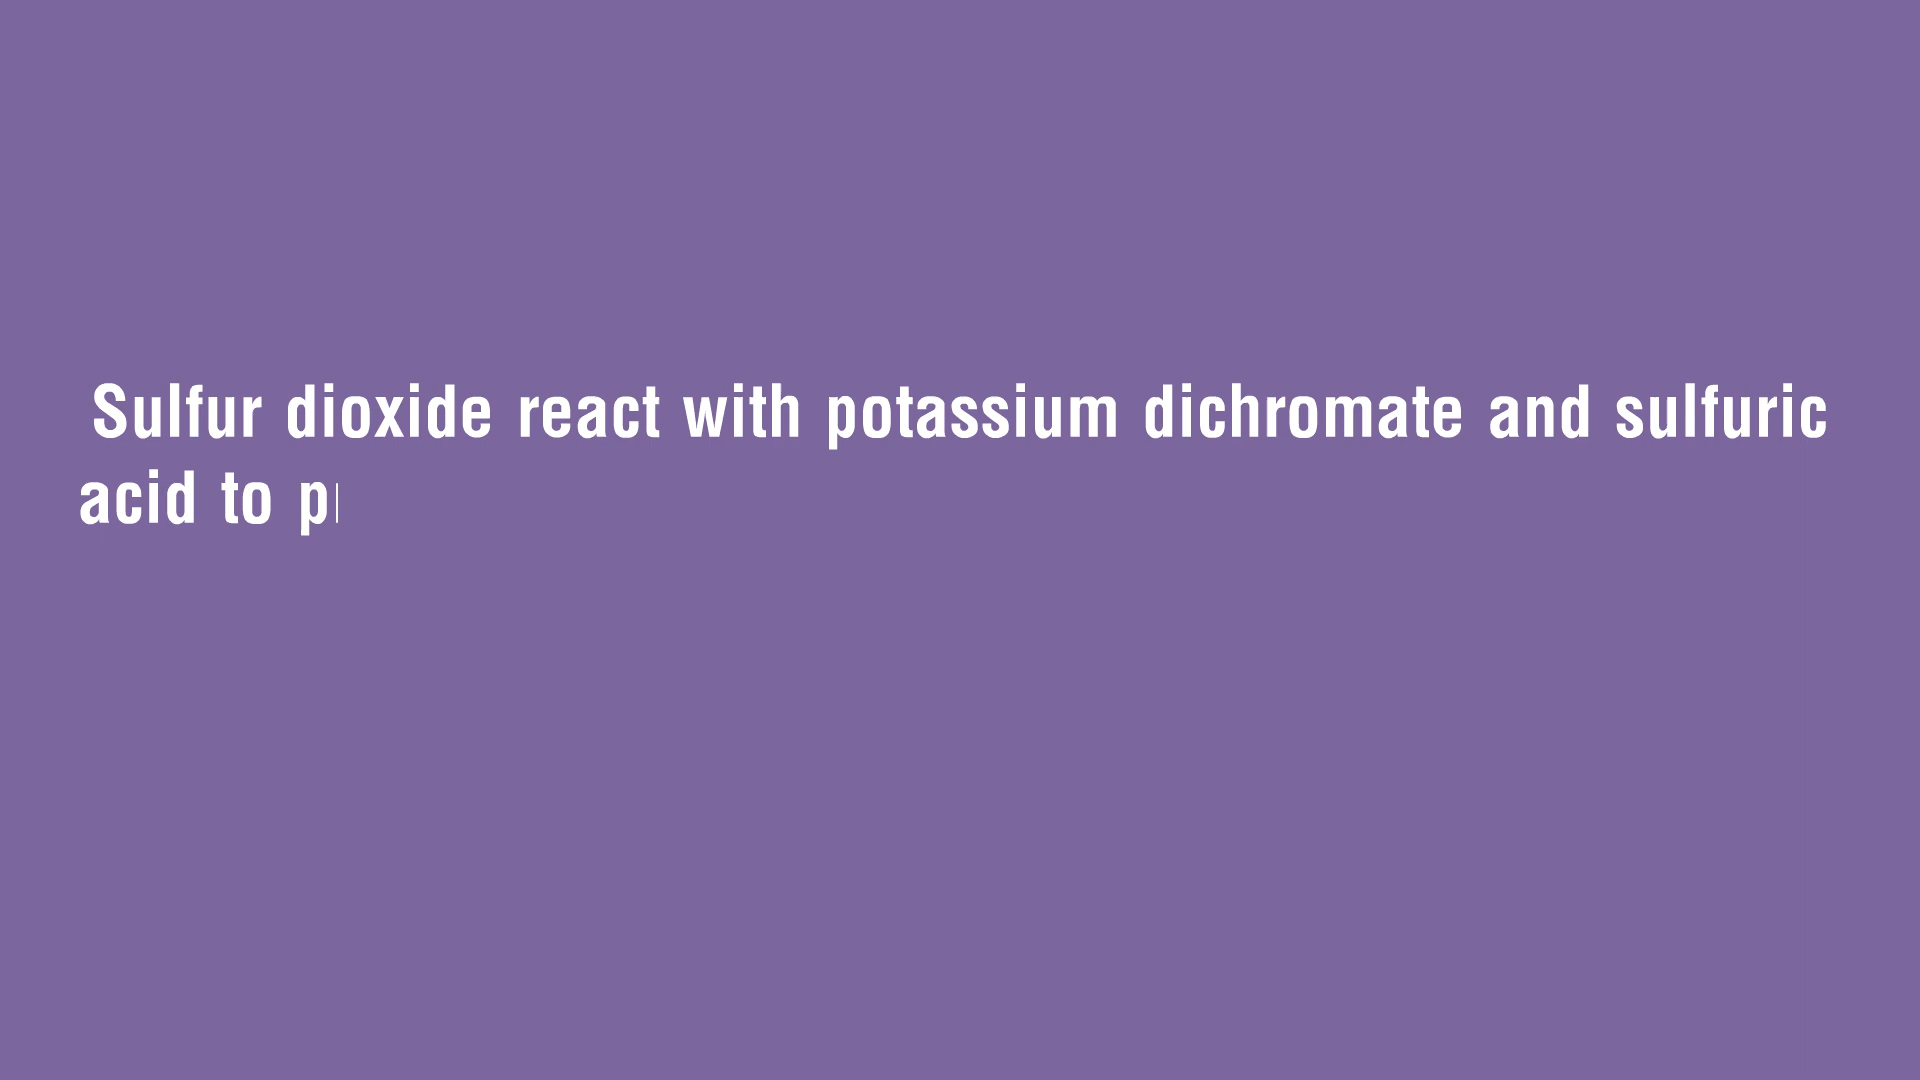 Sulfur dioxide react with potassium dichromate and sulfuric
acid to p